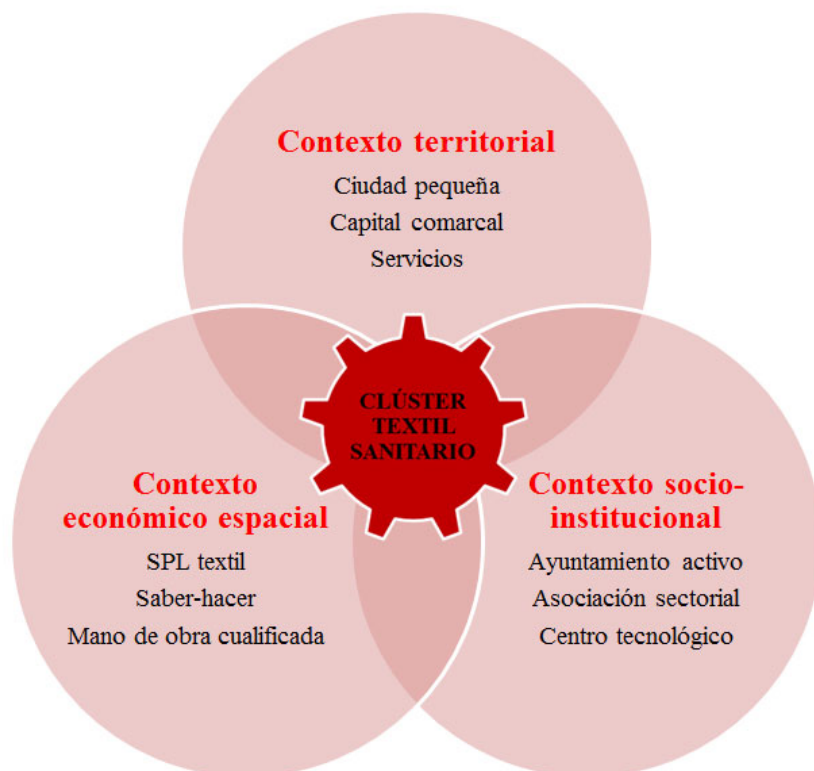 Contexto territorial
Ciudad pequeña
Capital comarcal
Servicios
CLÚSTER
TEXTIL
SANITARIO
Contexto
económico espacial
SPL textil
Saber-hacer
Mano de obra cualificada
Contexto socio-
institucional
Ayuntamiento activo
Asociación sectorial
Centro tecnológico